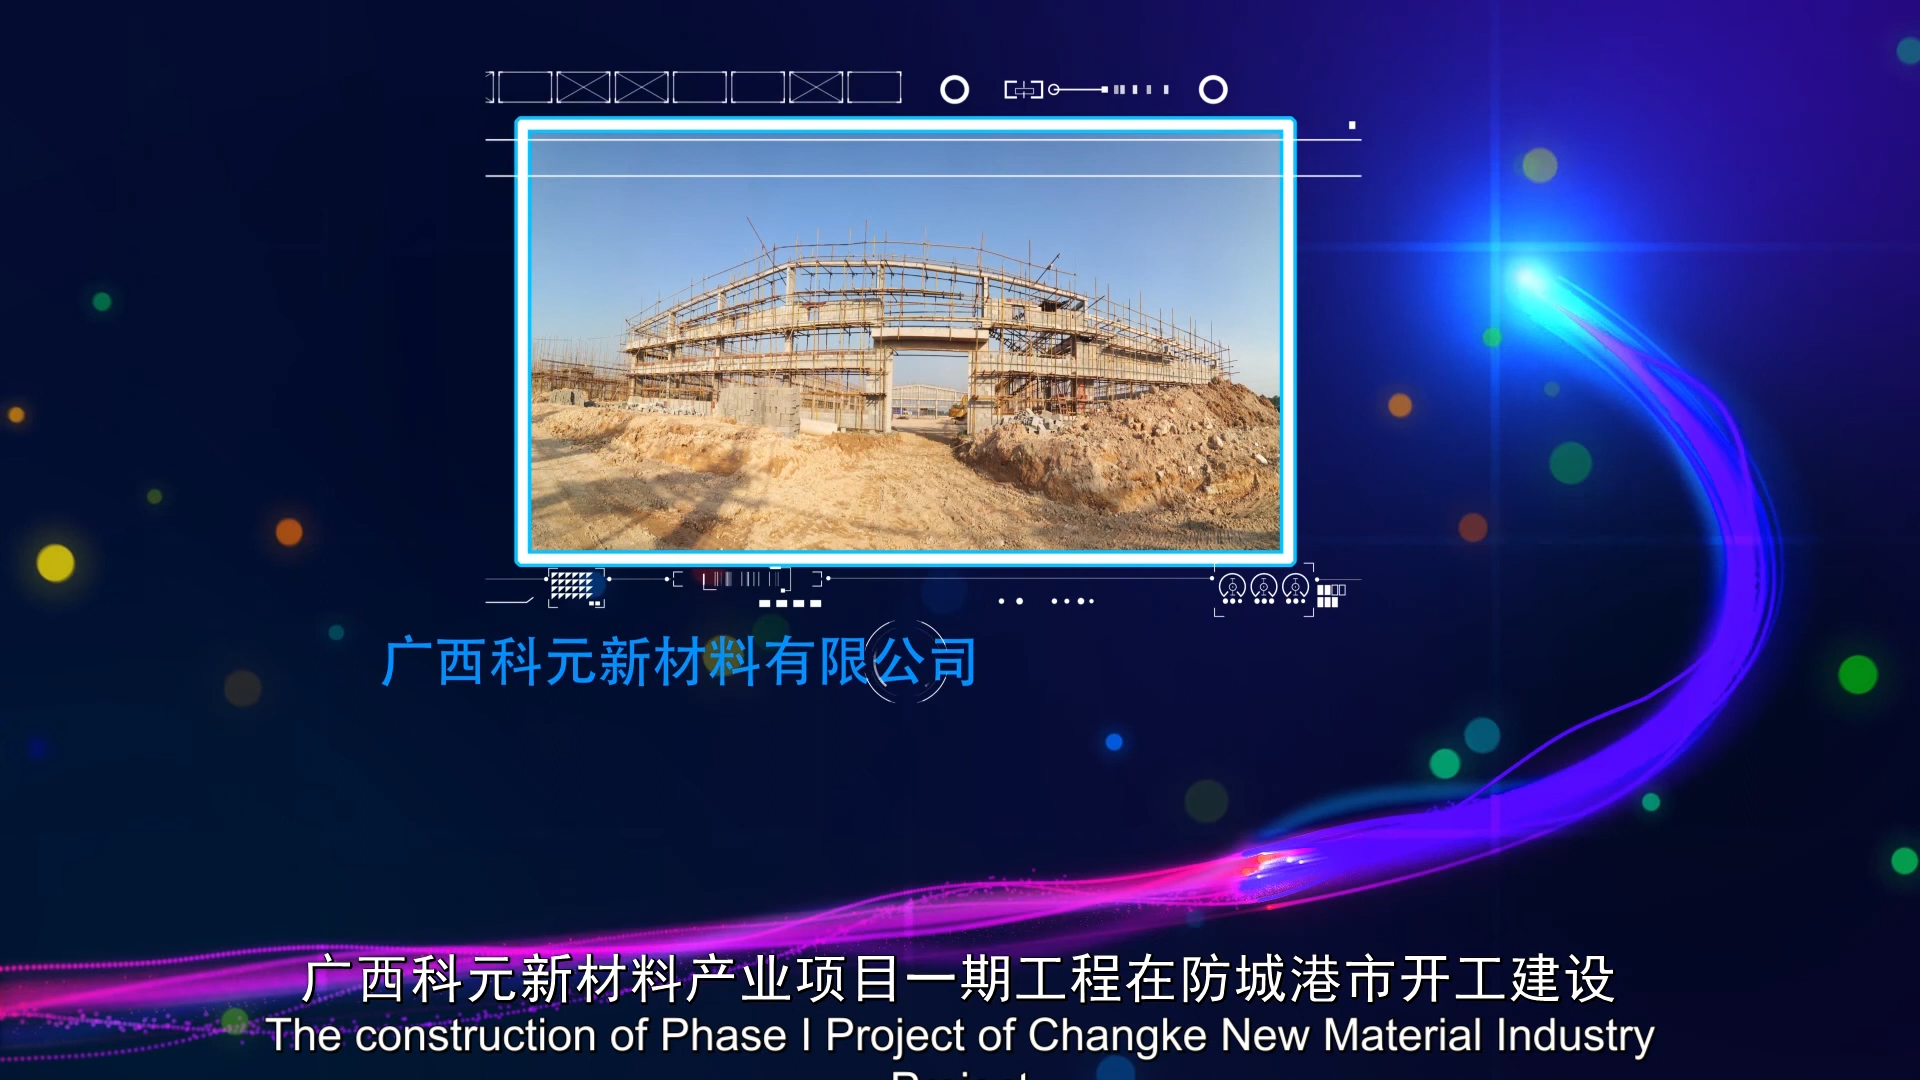 广西科元新材料有限公司
广西科元新材料产业项目一期工程在防城港市开工建设
The construction of Phase I Project of Changke New Material Industry
Project